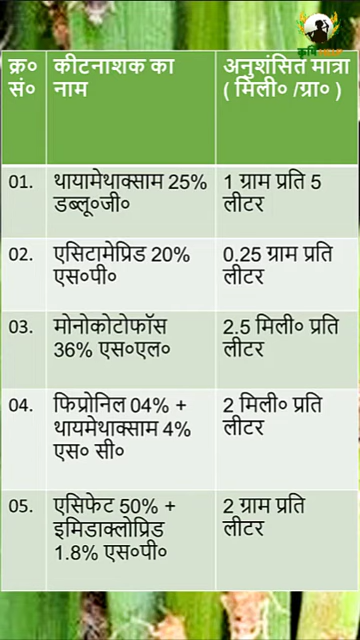 कृषि
क्र०
सं०
कीटनाशक का
नाम
अनुशंसित मात्रा
( मिली० /ग्रा० )
01.
थायामेथाक्साम 25%
डब्लू०जी०
1 ग्राम प्रति 5
लीटर
02.
एसिटामेप्रिड 20%
एस०पी०
0.25 ग्राम प्रति
लीटर
03.
मोनोकोटोफॉस
36% एस०एल०
2.5 मिली० प्रति
लीटर
04.
फिप्रोनिल 04% +
थायमेथाक्साम 4%
एस० सी०
2 मिली० प्रति
लीटर
05.
एसिफेट 50% +
इमिडाक्लोप्रिड
1.8% एस०पी०
2 ग्राम प्रति
लीटर